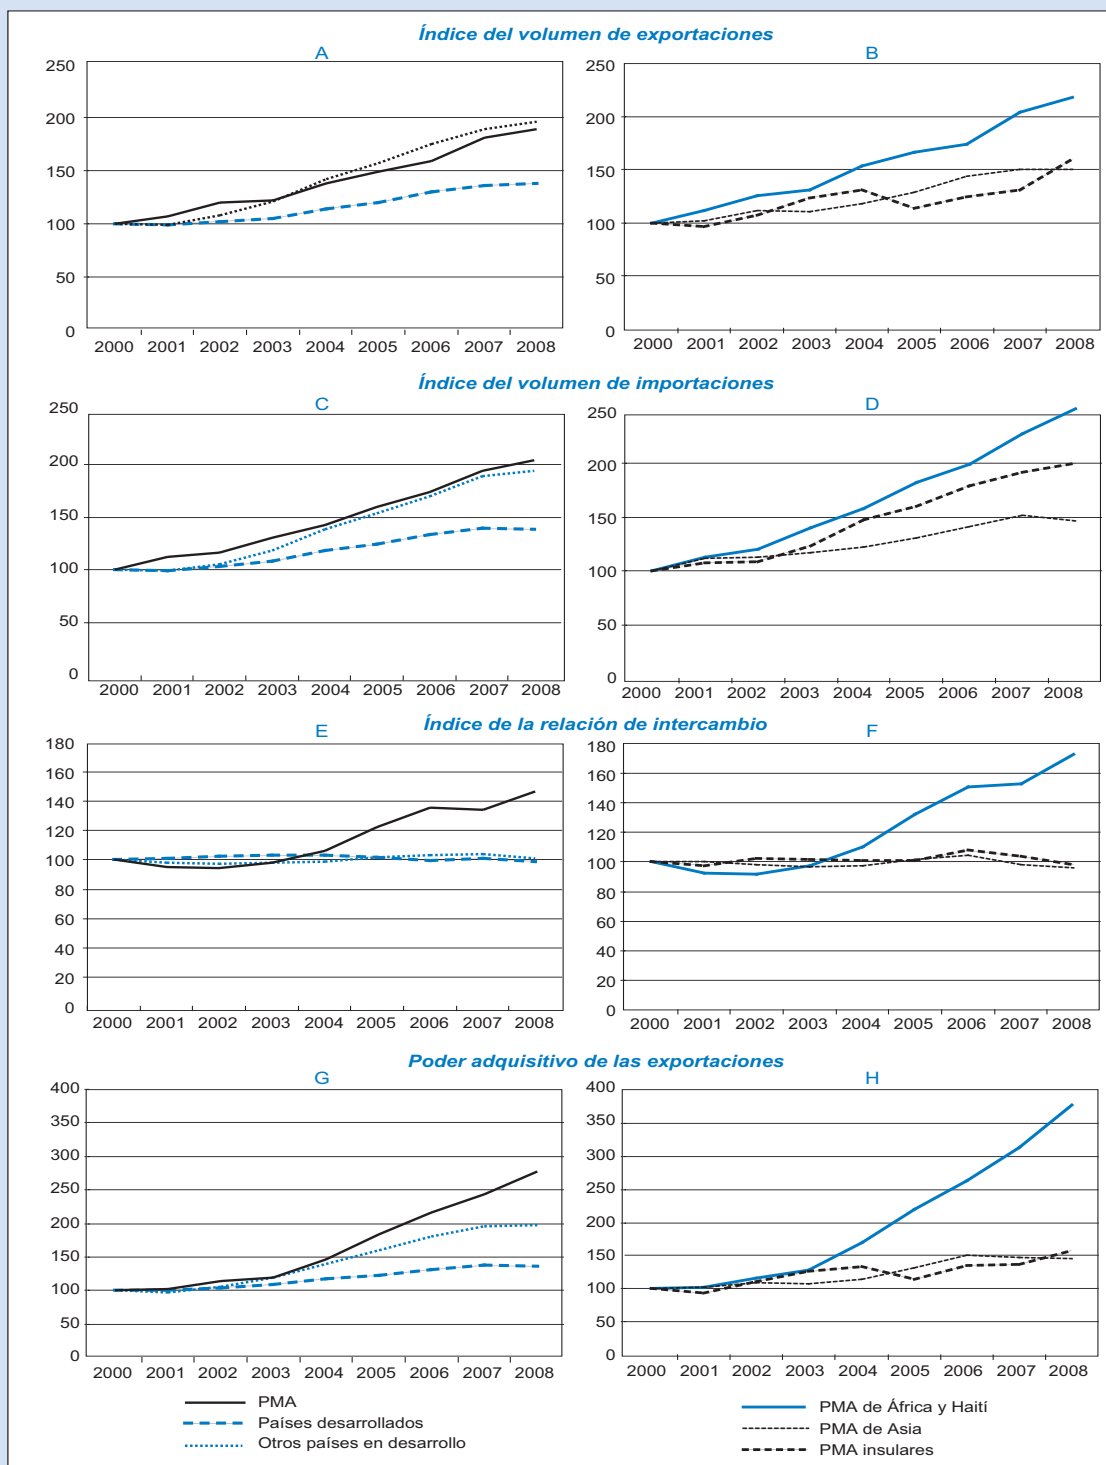 Índice del volumen de exportaciones
A
250
200
150
100
50
0
2000 2001 2002 2003 2004 2005 2006 2007 2008
B
250
200
150
100
50
0
2000 2001 2002 2003 2004 2005 2006 2007 2008
Índice del volumen de importaciones
C
250
200
150
100
50
0
2000 2001 2002 2003 2004 2005 2006 2007 2008
D
250
200
150
100
50
0
2000 2001 2002 2003 2004 2005 2006 2007 2008
Índice de la relación de intercambio
E
180
160
140
120
100
80
60
40
20
0
2000 2001 2002 2003 2004 2005 2006 2007 2008
F
180
160
140
120
100
80
60
40
20
0
2000 2001 2002 2003 2004 2005 2006 2007 2008
Poder adquisitivo de las exportaciones
G
400
350
300
250
200
150
100
50
0
2000 2001 2002 2003 2004 2005 2006 2007 2008
H
400
350
300
250
200
150
100
50
0
2000 2001 2002 2003 2004 2005 2006 2007 2008
PMA
Países desarrollados
Otros países en desarrollo
PMA de África y Haití
PMA de Asia
PMA insulares